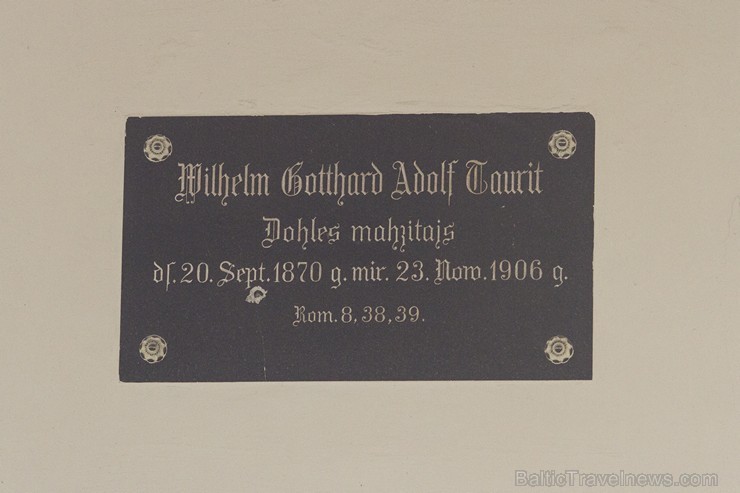 Wilhelm Gotthard Adolf Taurit
Dohles mahzitajs
dſ. 20. Sept. 1870 g. mir. 23. Now. 1906 g.
Rom. 8, 38, 39.
BalticTravelnews.com